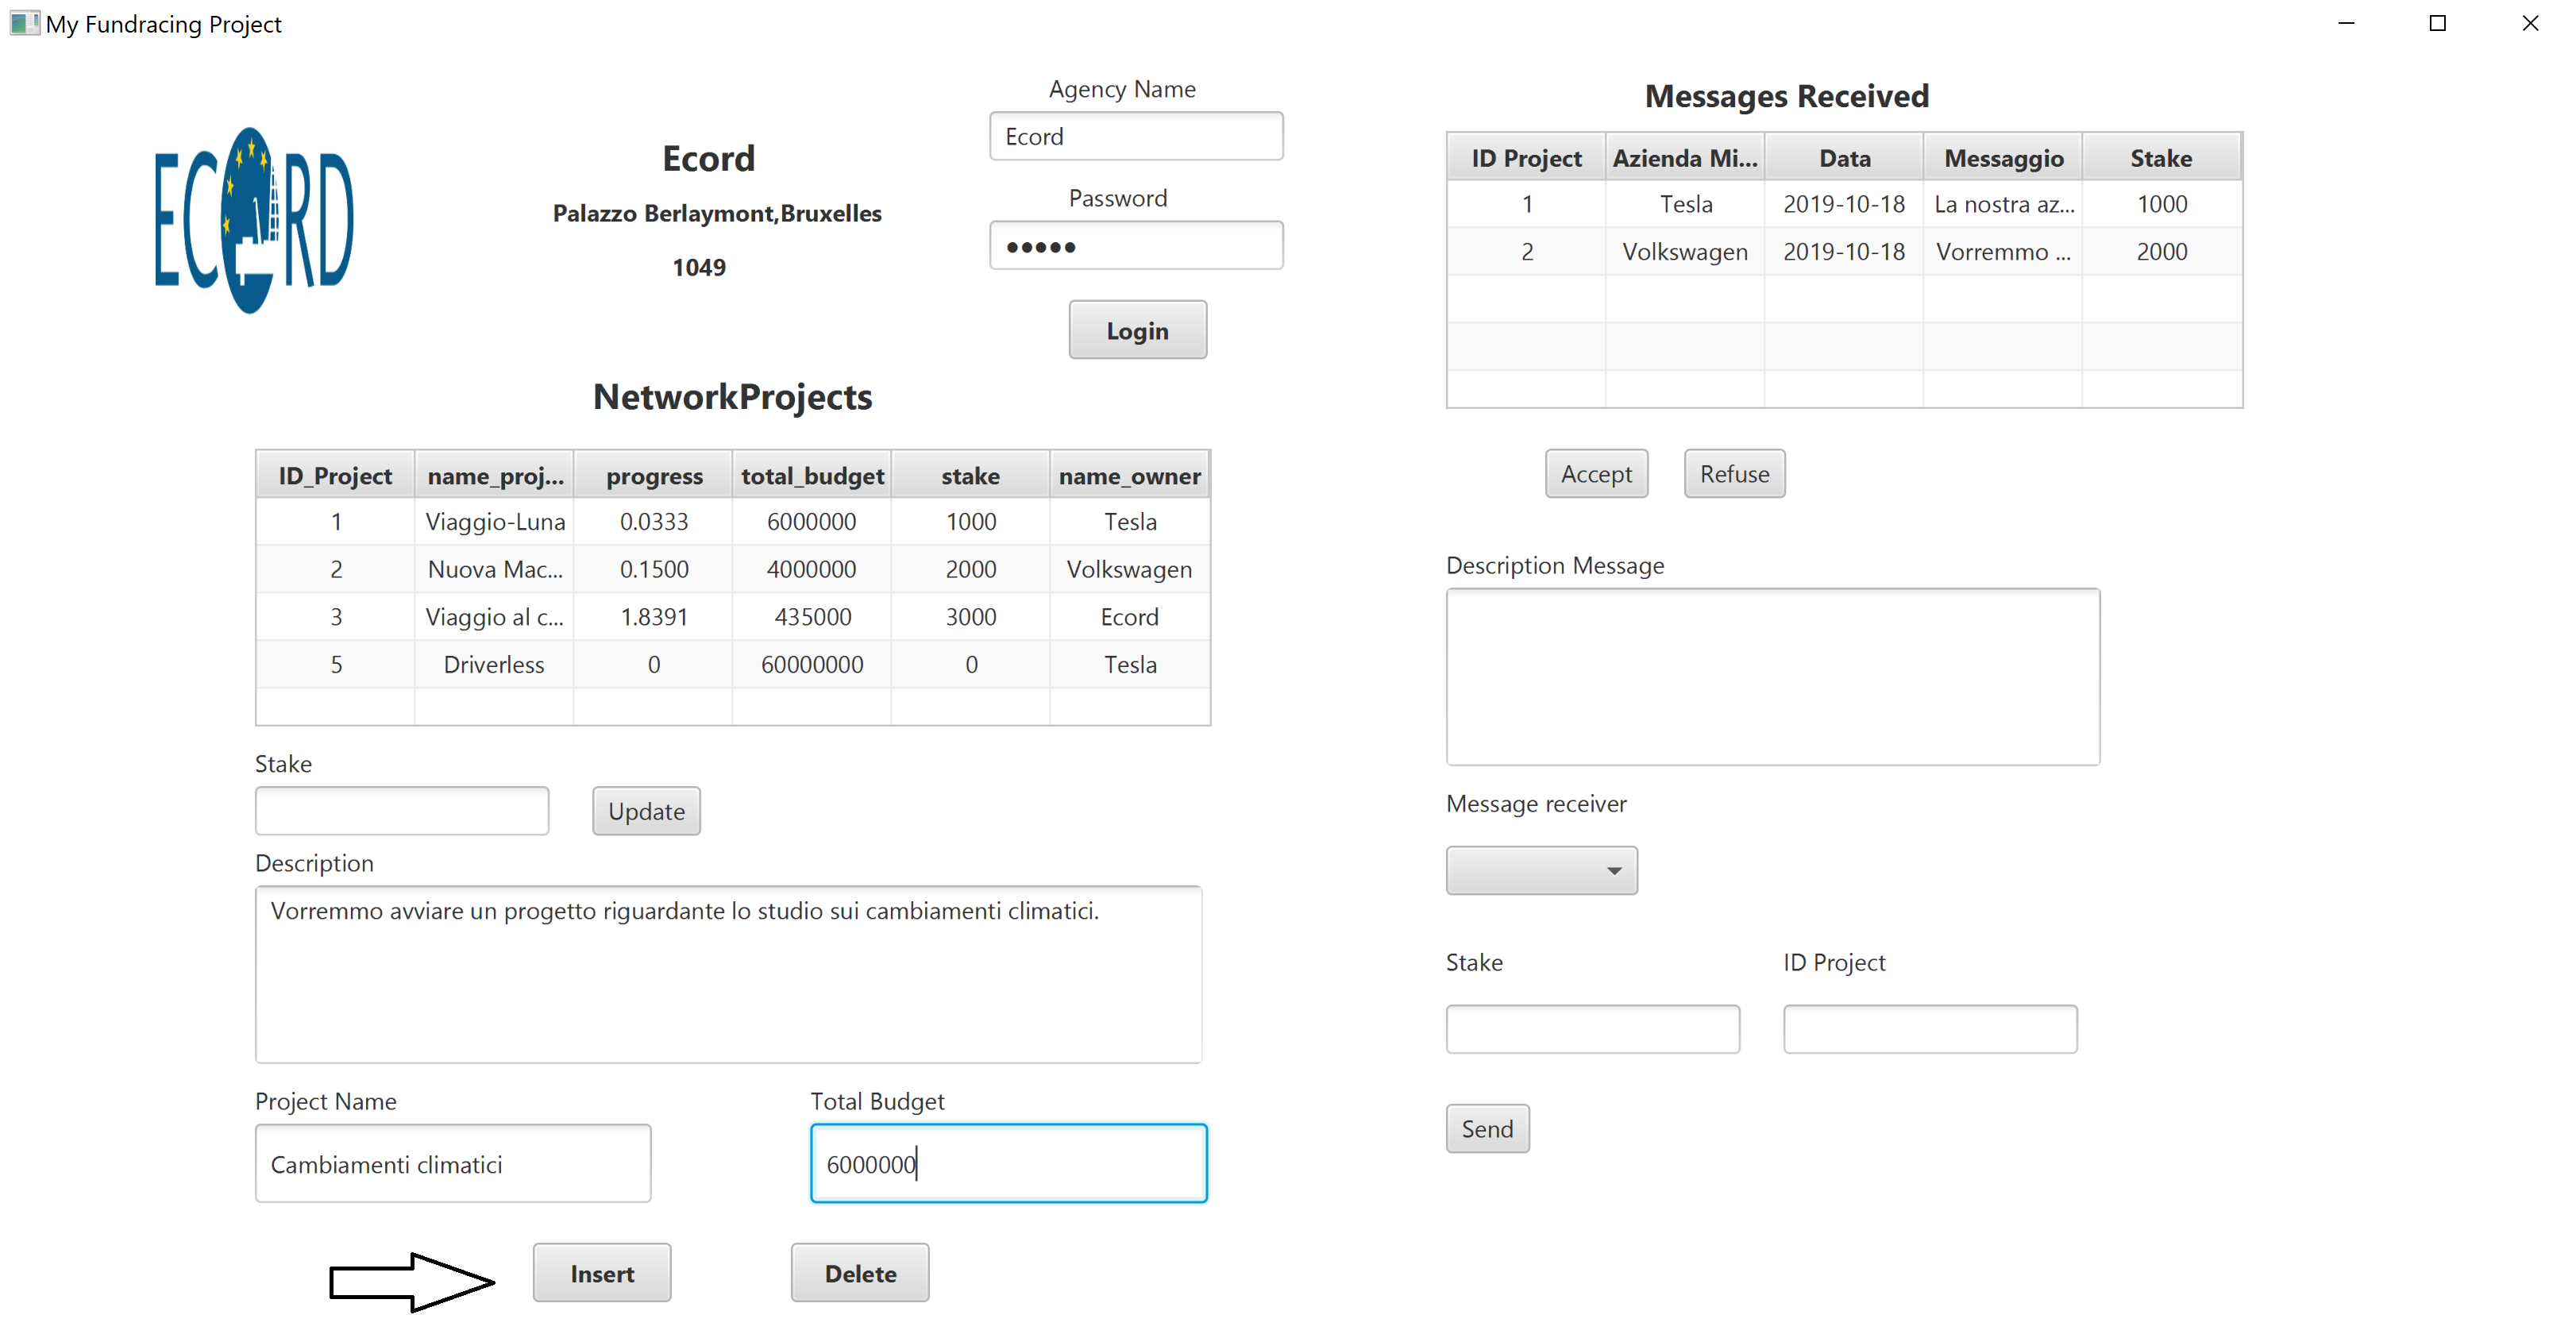 My Fundracing Project
ECORD
Ecord
Palazzo Berlaymont,Bruxelles
1049
Agency Name
Ecord
Password
●●●●●
Login
NetworkProjects
ID_Project name_proj... progress total_budget stake name_owner
1 Viaggio-Luna 0.0333 6000000 1000 Tesla
2 Nuova Mac... 0.1500 4000000 2000 Volkswagen
3 Viaggio al c... 1.8391 435000 3000 Ecord
5 Driverless 0 60000000 0 Tesla
Stake
Update
Description
Vorremmo avviare un progetto riguardante lo studio sui cambiamenti climatici.
Project Name Total Budget
Cambiamenti climatici 6000000
Insert Delete
Messages Received
ID Project Azienda Mi... Data Messaggio Stake
1 Tesla 2019-10-18 La nostra az... 1000
2 Volkswagen 2019-10-18 Vorremmo ... 2000
Accept Refuse
Description Message
Message receiver
Stake ID Project
Send